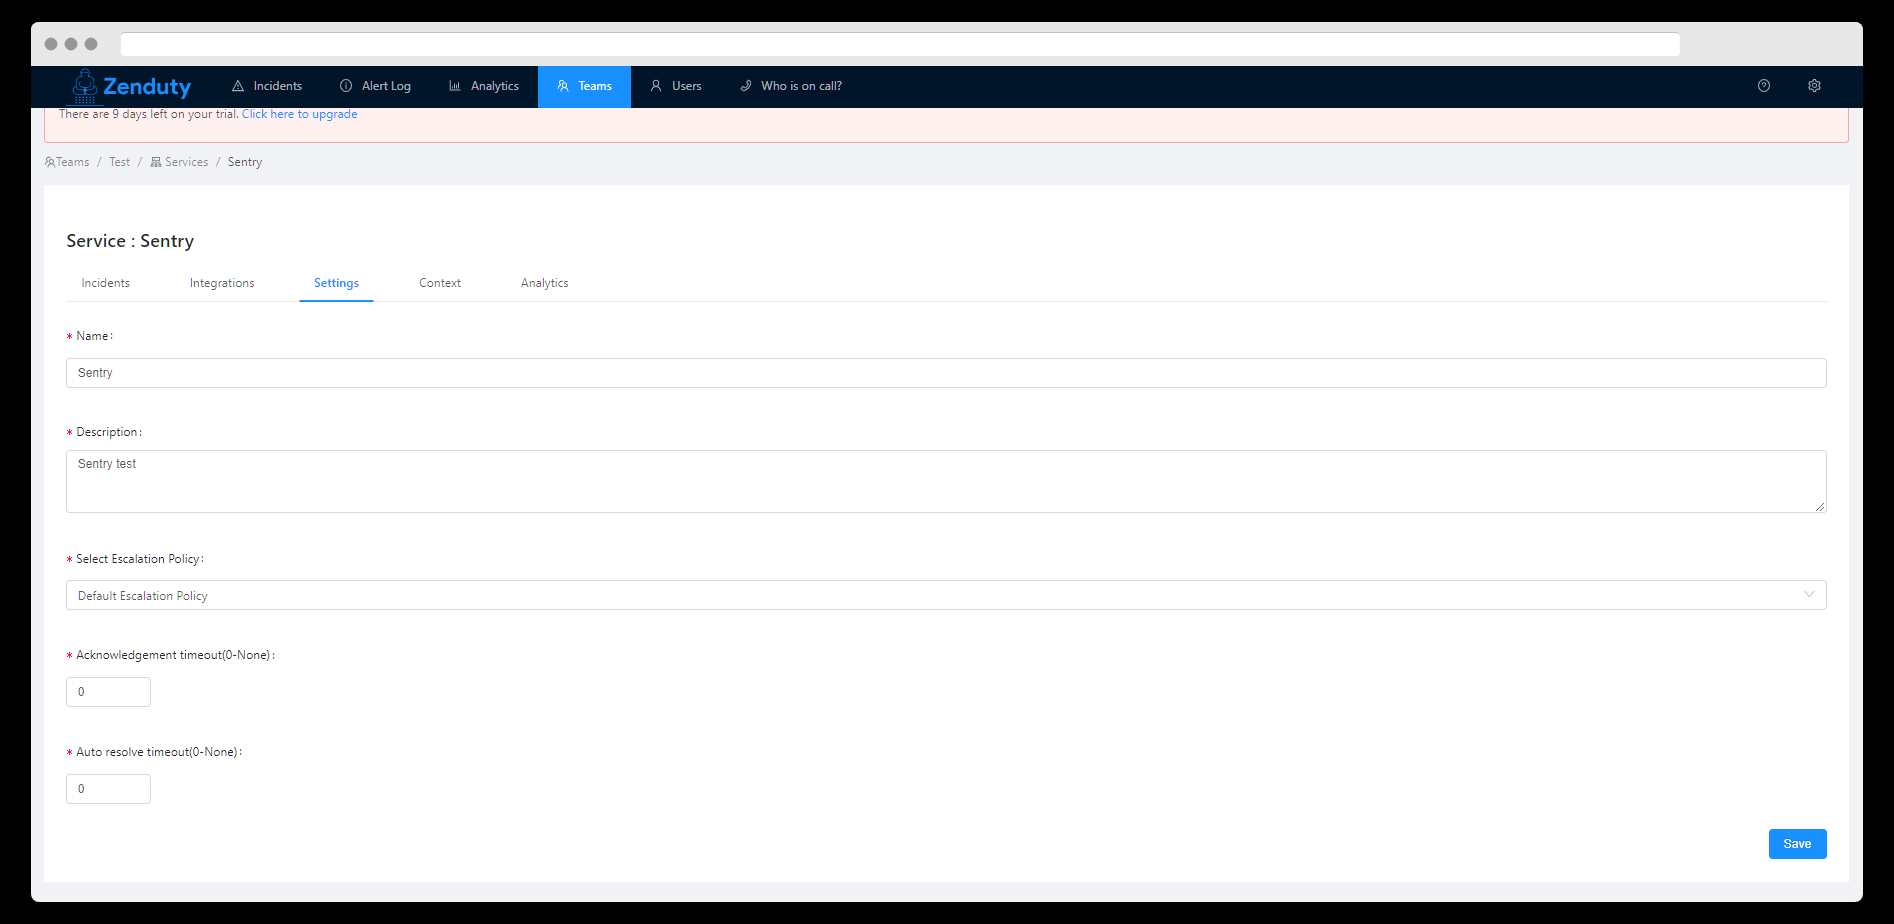 Zenduty Incidents Alert Log Analytics Teams Users Who is on call?
There are 9 days left on your trial. Click here to upgrade
Teams / Test / Services / Sentry
Service : Sentry
Incidents Integrations Settings Context Analytics
* Name:
Sentry
* Description:
Sentry test
* Select Escalation Policy:
Default Escalation Policy
* Acknowledgement timeout(0-None):
0
* Auto resolve timeout(0-None):
0
Save